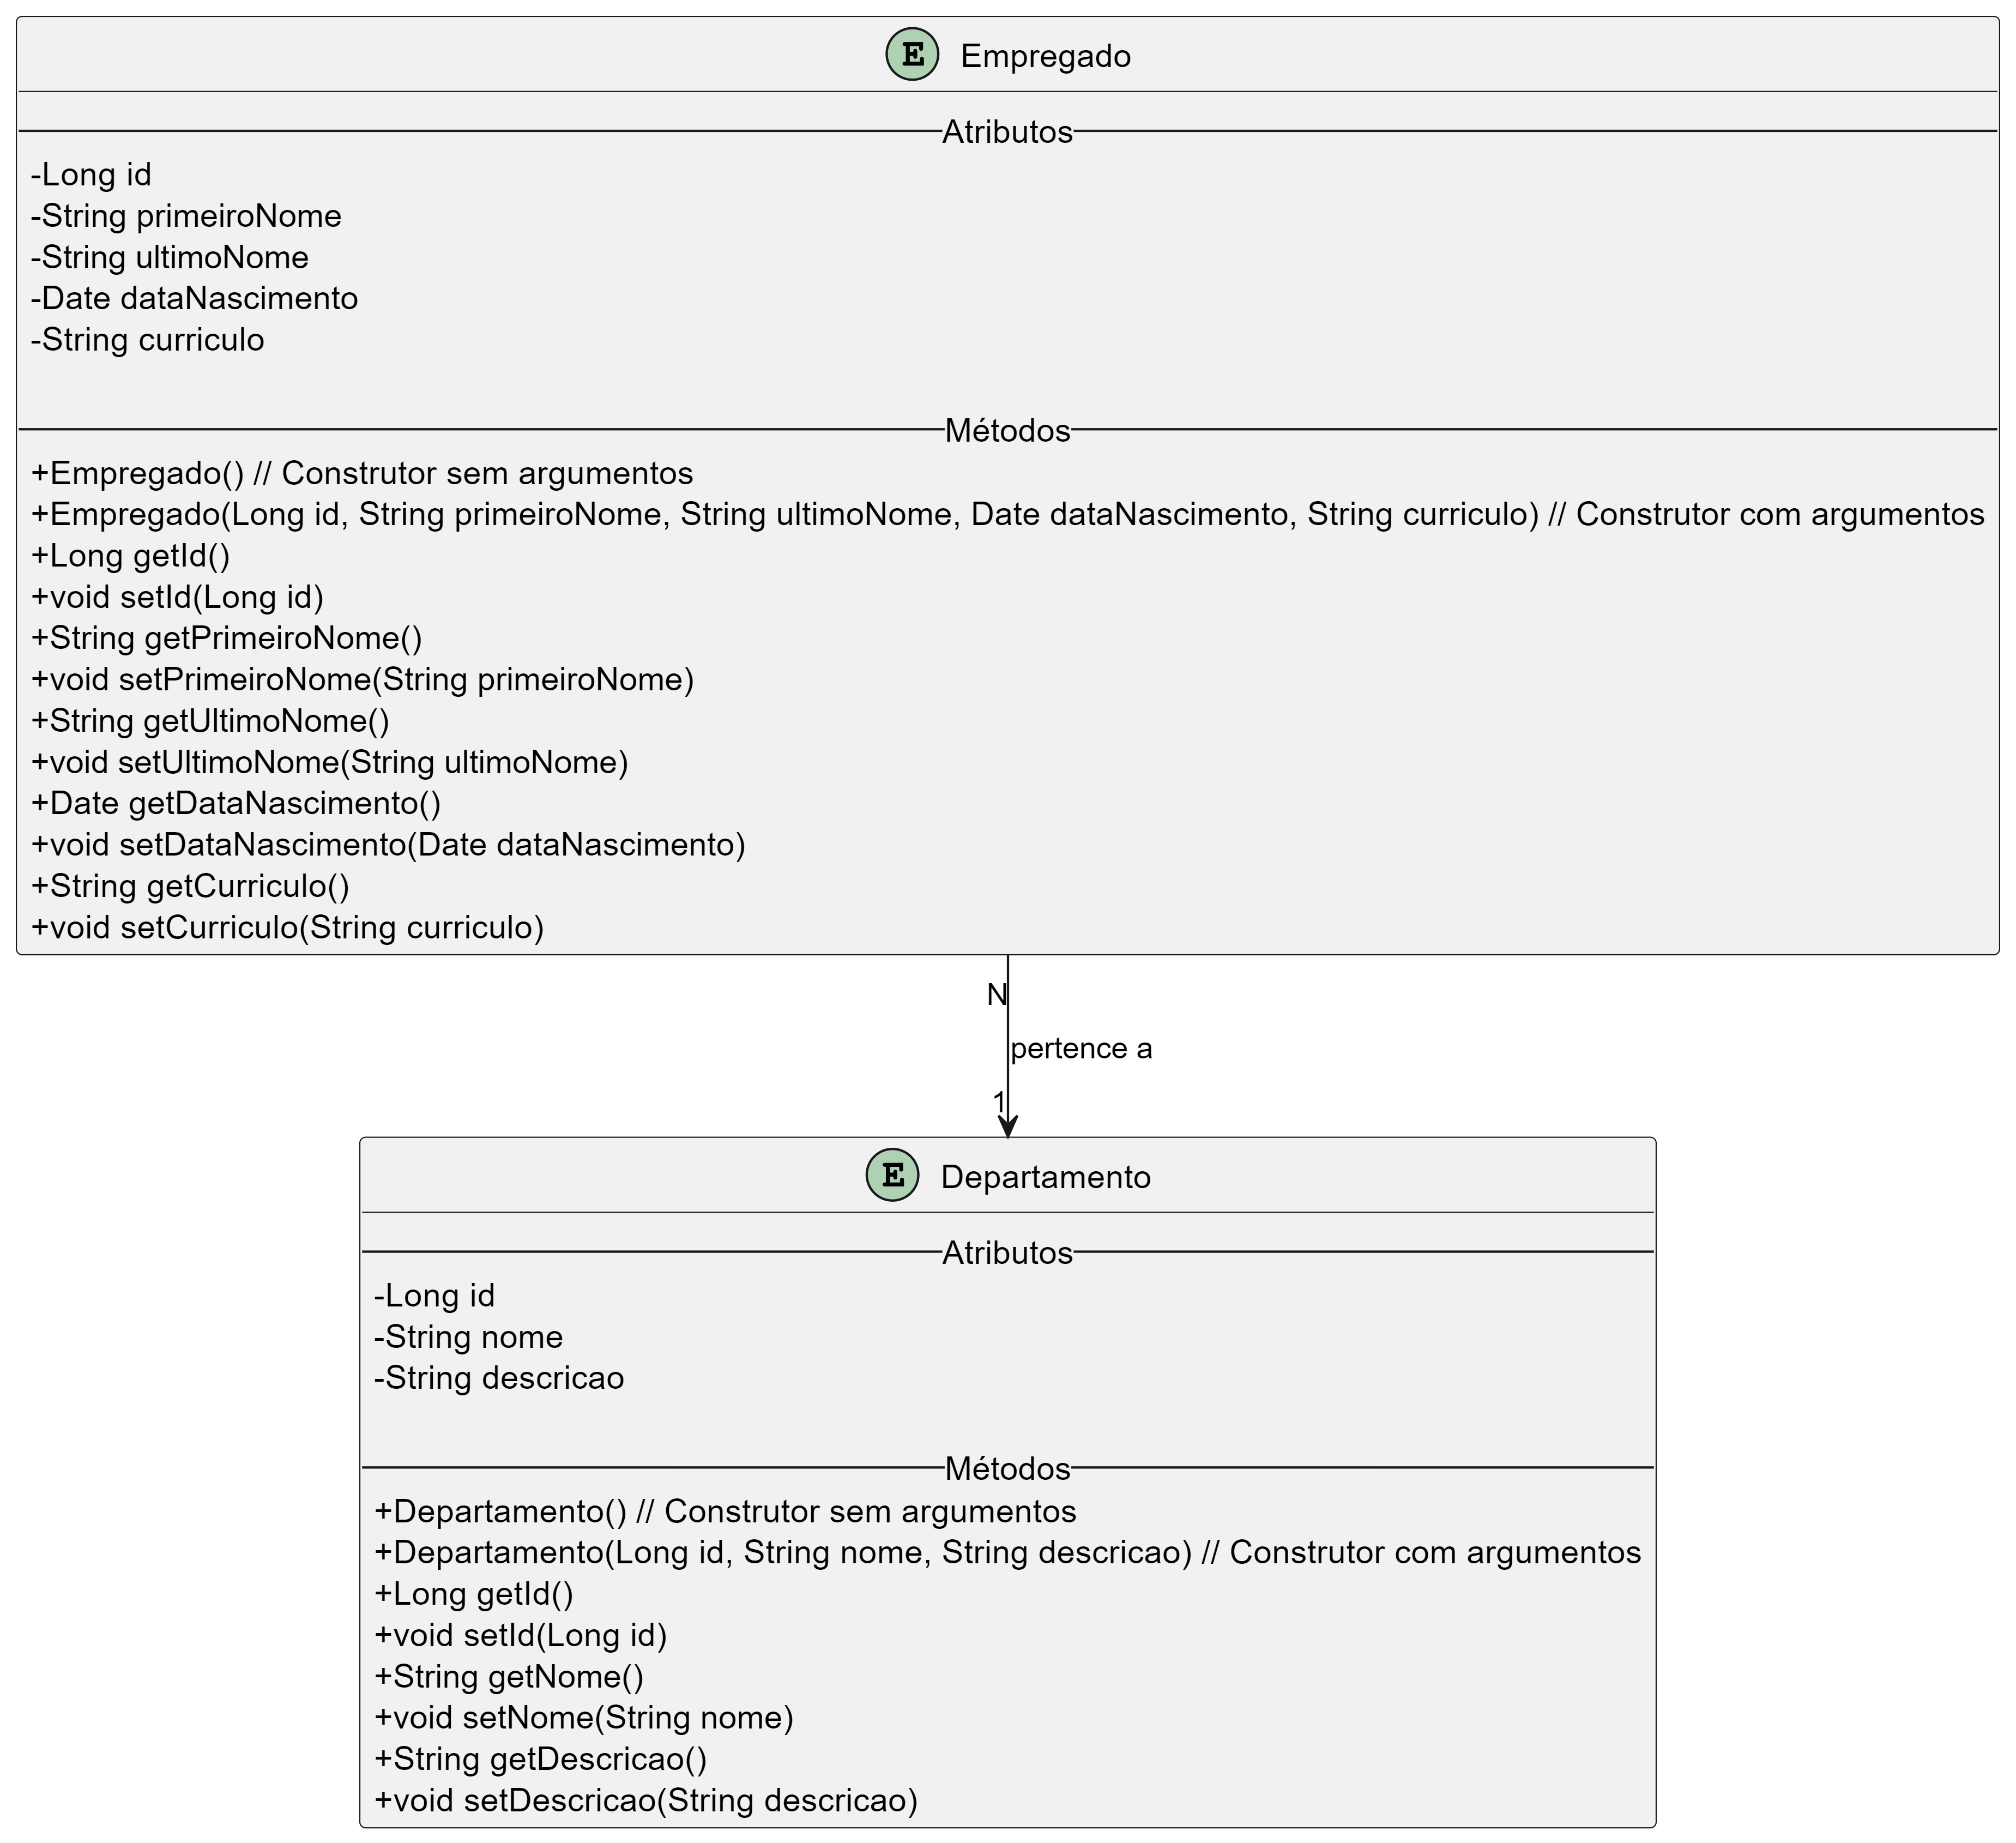 E Empregado
Atributos
-Long id
-String primeiroNome
-String ultimoNome
-Date dataNascimento
-String curriculo
Métodos
+Empregado() // Construtor sem argumentos
+Empregado(Long id, String primeiroNome, String ultimoNome, Date dataNascimento, String curriculo) // Construtor com argumentos
+Long getId()
+void setId(Long id)
+String getPrimeiroNome()
+void setPrimeiroNome(String primeiroNome)
+String getUltimoNome()
+void setUltimoNome(String ultimoNome)
+Date getDataNascimento()
+void setDataNascimento(Date dataNascimento)
+String getCurriculo()
+void setCurriculo(String curriculo)
N
pertence a
1
E Departamento
Atributos
-Long id
-String nome
-String descricao
Métodos
+Departamento() // Construtor sem argumentos
+Departamento(Long id, String nome, String descricao) // Construtor com argumentos
+Long getId()
+void setId(Long id)
+String getNome()
+void setNome(String nome)
+String getDescricao()
+void setDescricao(String descricao)